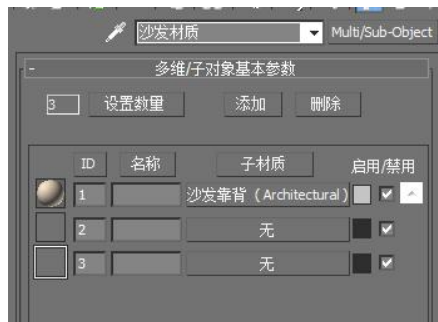 沙发材质 Multi/Sub-Object
- 多维/子对象基本参数
3 设置数量 添加 删除
ID 名称 子材质 启用/禁用
1 沙发靠背 (Architectural)
2 无
3 无